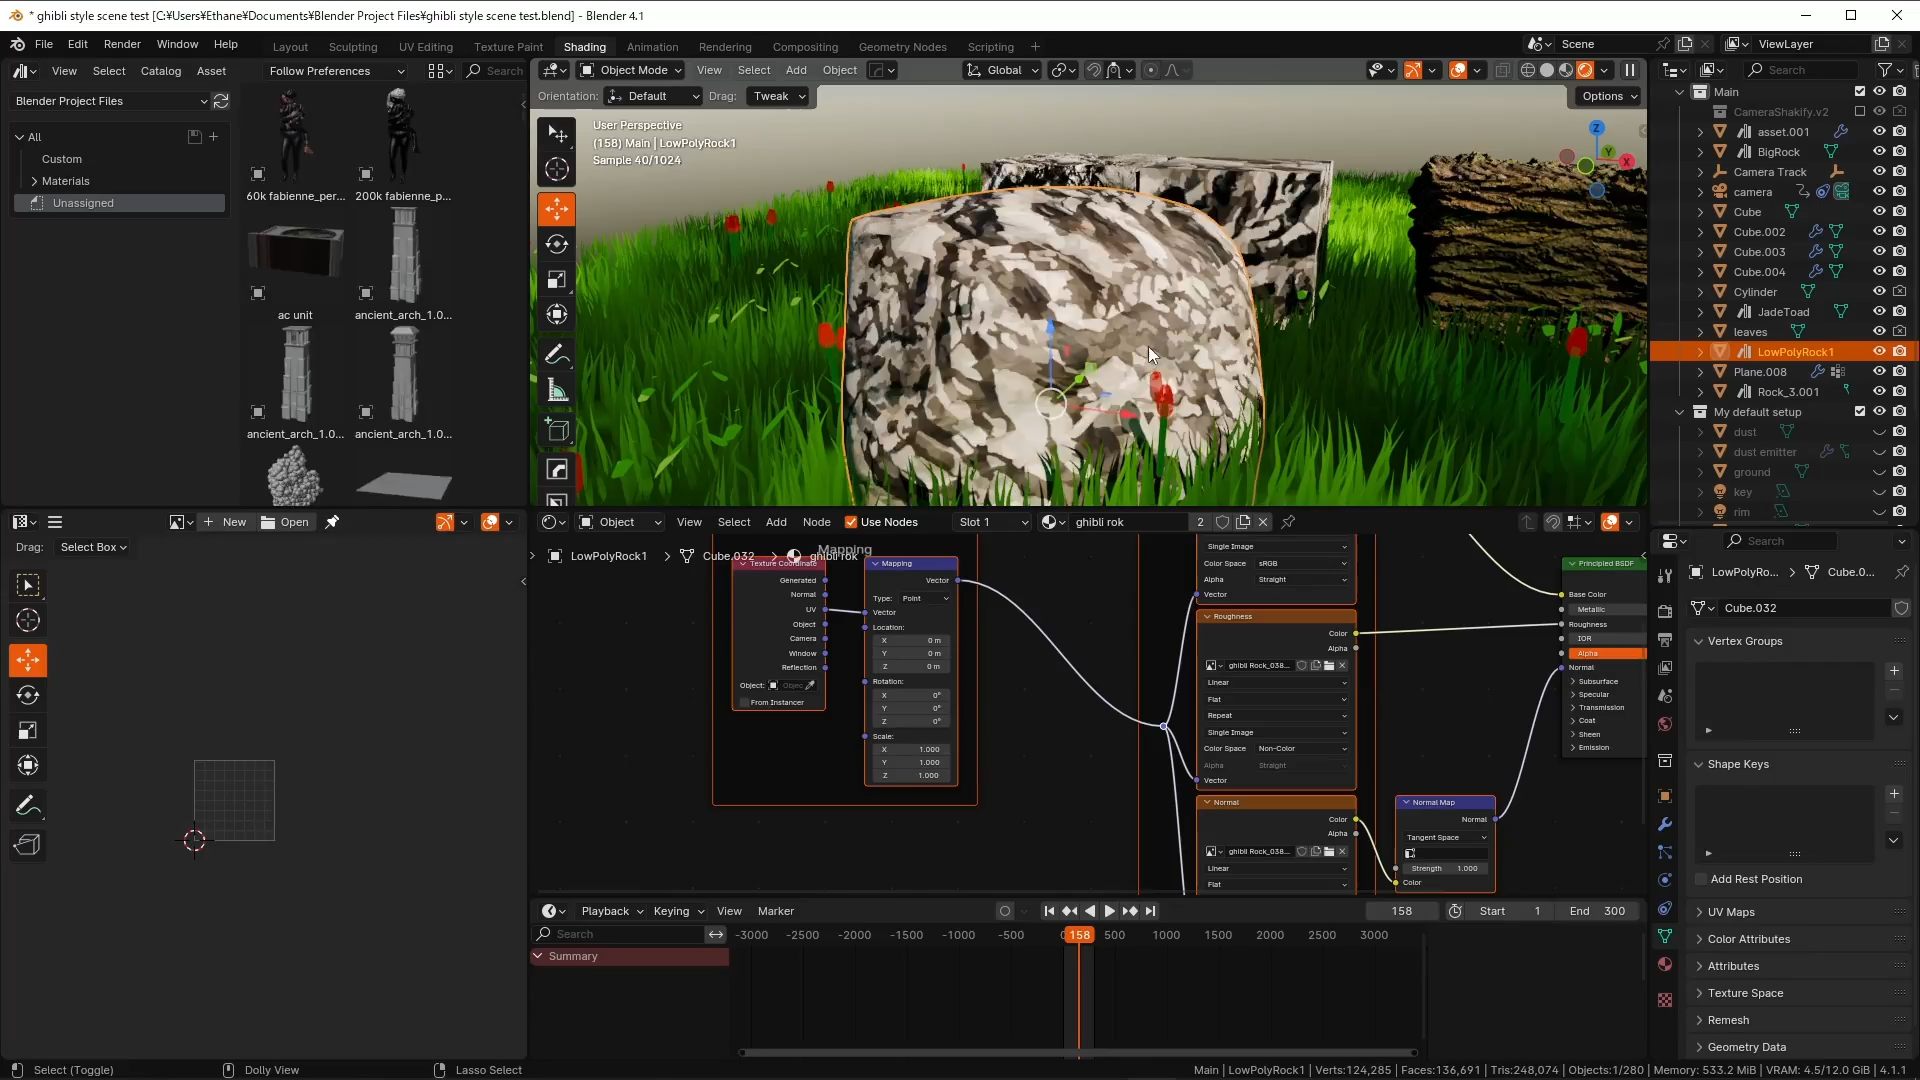 * ghibli style scene test [C:¥Users¥Ethane¥Documents¥Blender Project Files¥ghibli style scene test.blend] - Blender 4.1
File Edit Render Window Help
Layout Sculpting UV Editing Texture Paint Shading Animation Rendering Compositing Geometry Nodes Scripting +
Scene
ViewLayer
View Select Catalog Asset Follow Preferences Search
Object Mode View Select Add Object Global
Search
Blender Project Files
Orientation: Default Drag: Tweak
Options
All
Custom
Materials
Unassigned
60k fabienne_per... 200k fabienne_p...
ac unit ancient_arch_1.0...
ancient_arch_1.0... ancient_arch_1.0...
User Perspective
(158) Main | LowPolyRock1
Sample 40/1024
Z
Y
X
Main
CameraShakify.v2
asset.001
BigRock
Camera Track
camera
Cube
Cube.002
Cube.003
Cube.004
Cylinder
JadeToad
leaves
LowPolyRock1
Plane.008
Rock_3.001
My default setup
dust
dust emitter
ground
key
rim
New Open
Drag: Select Box
Object View Select Add Node Use Nodes Slot 1 ghibli rok 2
LowPolyRock1 Cube.032 ghibli rok
Mapping
Texture Coordinate
Generated
Normal
UV
Object
Camera
Window
Reflection
Object: Objec
From Instancer
Mapping
Vector
Type: Point
Vector
Location:
X 0 m
Y 0 m
Z 0 m
Rotation:
X 0°
Y 0°
Z 0°
Scale:
X 1.000
Y 1.000
Z 1.000
Single Image
Color Space sRGB
Alpha Straight
Vector
Roughness
Color
Alpha
ghibli Rock_038...
Linear
Flat
Repeat
Single Image
Color Space Non-Color
Alpha Straight
Vector
Normal
Color
Alpha
ghibli Rock_038...
Linear
Flat
Normal Map
Normal
Tangent Space
Strength 1.000
Color
Principled BSDF
Base Color
Metallic
Roughness
IOR
Alpha
Normal
Subsurface
Specular
Transmission
Coat
Sheen
Emission
Search
LowPolyRo... Cube.0...
Cube.032
Vertex Groups
Shape Keys
Add Rest Position
UV Maps
Color Attributes
Attributes
Texture Space
Remesh
Geometry Data
Playback Keying View Marker
158 Start 1 End 300
Search
-3000 -2500 -2000 -1500 -1000 -500 0 158 500 1000 1500 2000 2500 3000
Summary
Select (Toggle) Dolly View Lasso Select
Main | LowPolyRock1 | Verts:124,285 | Faces:136,691 | Tris:248,074 | Objects:1/280 | Memory: 533.2 MiB | VRAM: 4.5/12.0 GiB | 4.1.1